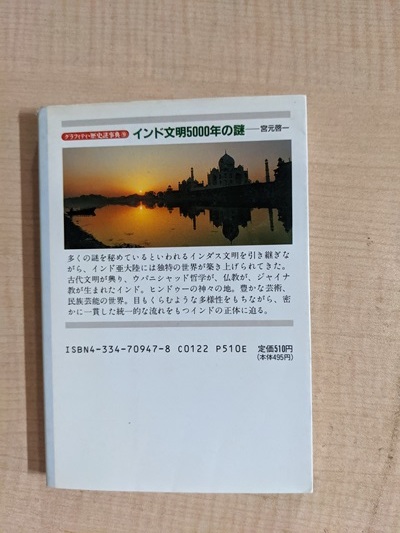 グラフィティ・歴史謎事典⑨ インド文明5000年の謎——宮元啓一
多くの謎を秘めているといわれるインダス文明を引き継ぎな
がら、インド亜大陸には独特の世界が築き上げられてきた。
古代文明が興り、ウパニシャッド哲学が、仏教が、ジャイナ
教が生まれたインド。ヒンドゥーの神々の地。豊かな芸術、
民族芸能の世界。目もくらむような多様性をもちながら、密
かに一貫した統一的な流れをもつインドの正体に迫る。
ISBN4-334-70947-8 C0122 P510E 定価510円
(本体495円)